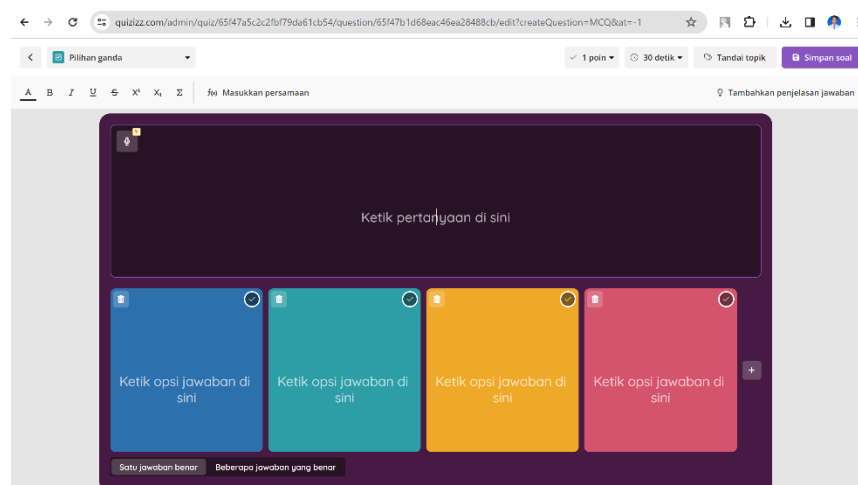 quizizz.com/admin/quiz/65f47a5c2c2fbf79da61cb54/question/65f47b1d68eac46ea28488cb/edit?createQuestion=MCQ&at=-1
Pilihan ganda
1 poin
30 detik
Tandai topik
Simpan soal
A B I U S X² X₁ Σ f(x) Masukkan persamaan
Tambahkan penjelasan jawaban
Ketik pertanyaan di sini
Ketik opsi jawaban di
sini
Ketik opsi jawaban di
sini
Ketik opsi jawaban di
sini
Ketik opsi jawaban di
sini
Satu jawaban benar
Beberapa jawaban yang benar